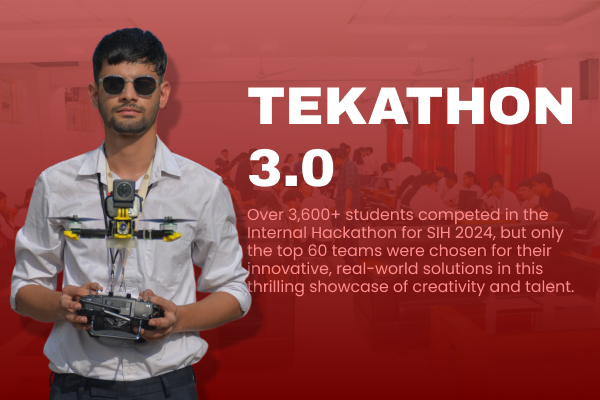 TEKATHON
3.0
Over 3,600+ students competed in the
Internal Hackathon for SIH 2024, but only
the top 60 teams were chosen for their
innovative, real-world solutions in this
thrilling showcase of creativity and talent.